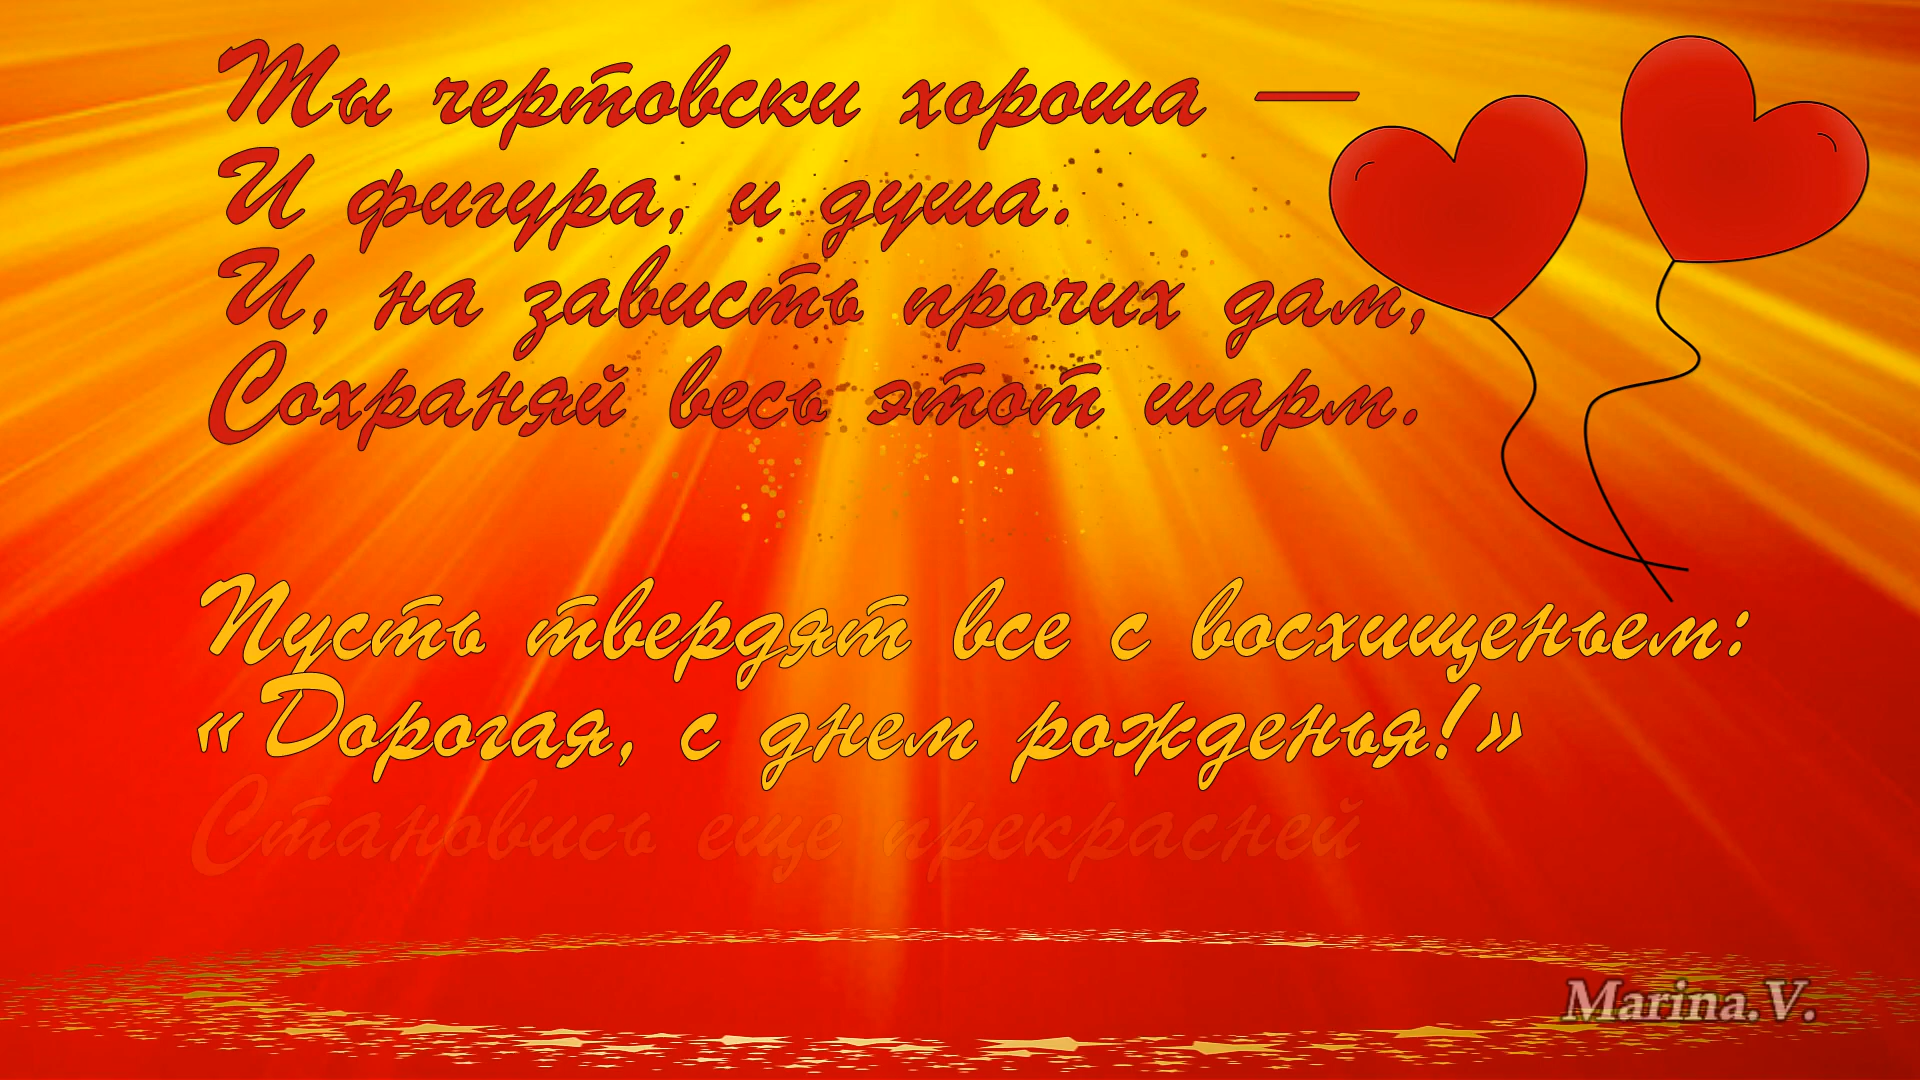 Ты чертовски хороша —
И фигура, и душа.
И, на зависть прочих дам,
Сохраняй весь этот шарм.
Пусть твердят все с восхищеньем:
«Дорогая, с днем рожденья!»
Становись еще прекрасней
Marina.V.